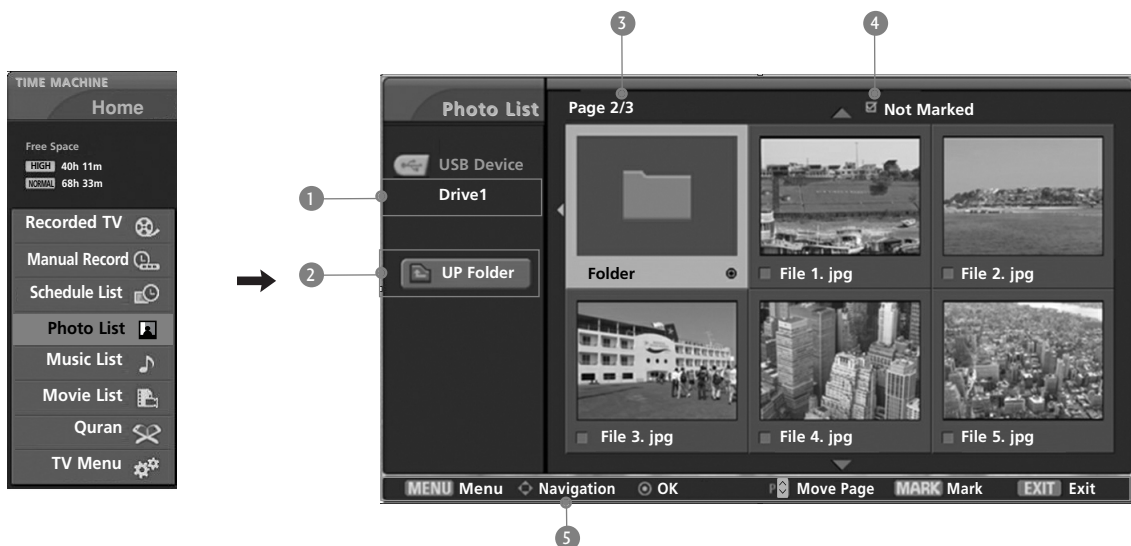 3
4
TIME MACHINE
Home
Free Space
HIGH 40h 11m
NORMAL 68h 33m
Recorded TV
Manual Record
Schedule List
Photo List
Music List
Movie List
Quran
TV Menu
Photo List
Page 2/3
Not Marked
USB Device
1
Drive1
2
UP Folder
Folder
File 1. jpg
File 2. jpg
File 3. jpg
File 4. jpg
File 5. jpg
MENU Menu Navigation OK P Move Page MARK Mark EXIT Exit
5